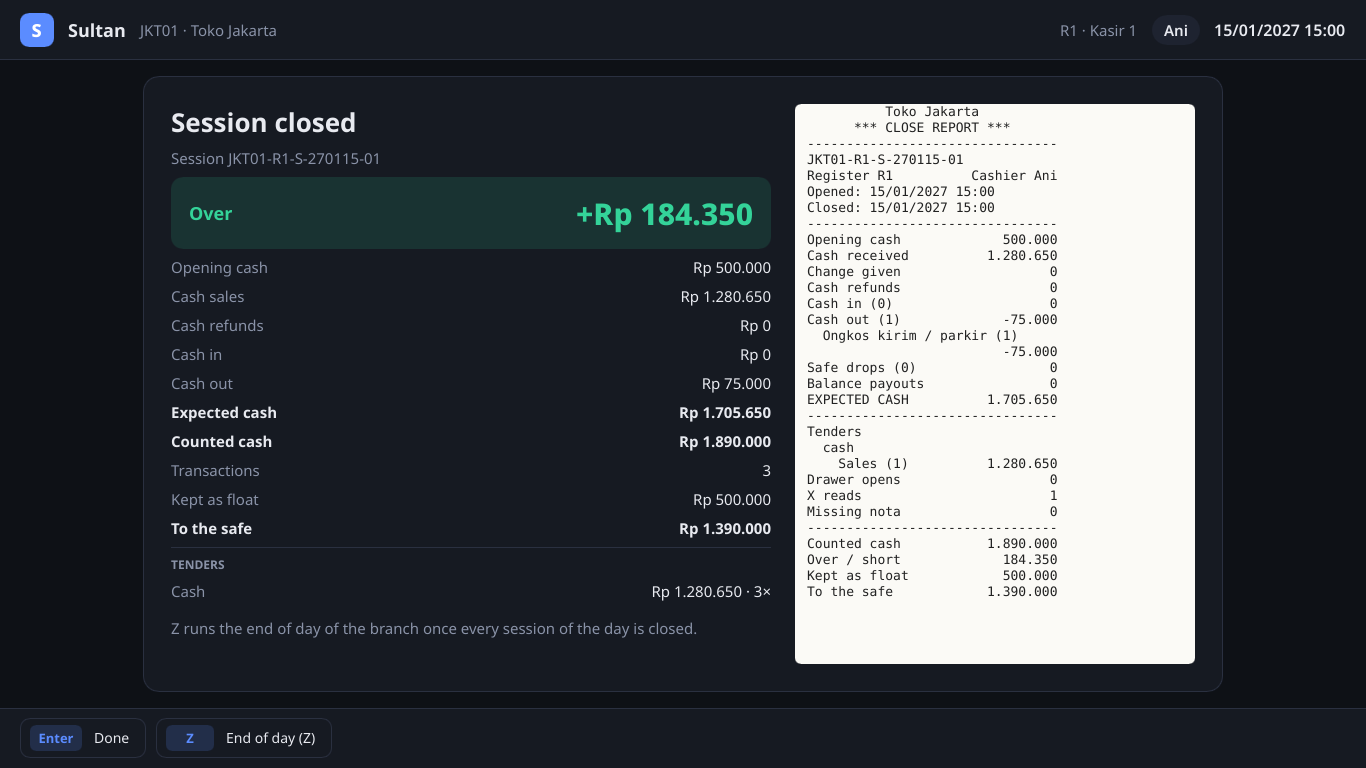 S Sultan JKT01 · Toko Jakarta R1 · Kasir 1 Ani 15/01/2027 15:00
Session closed
Session JKT01-R1-S-270115-01
Over +Rp 184.350
Opening cash Rp 500.000
Cash sales Rp 1.280.650
Cash refunds Rp 0
Cash in Rp 0
Cash out Rp 75.000
Expected cash Rp 1.705.650
Counted cash Rp 1.890.000
Transactions 3
Kept as float Rp 500.000
To the safe Rp 1.390.000
TENDERS
Cash Rp 1.280.650 · 3×
Z runs the end of day of the branch once every session of the day is closed.
Toko Jakarta
*** CLOSE REPORT ***
--------------------------------
JKT01-R1-S-270115-01
Register R1 Cashier Ani
Opened: 15/01/2027 15:00
Closed: 15/01/2027 15:00
--------------------------------
Opening cash 500.000
Cash received 1.280.650
Change given 0
Cash refunds 0
Cash in (0) 0
Cash out (1) -75.000
Ongkos kirim / parkir (1)
-75.000
Safe drops (0) 0
Balance payouts 0
EXPECTED CASH 1.705.650
--------------------------------
Tenders
cash
Sales (1) 1.280.650
Drawer opens 0
X reads 1
Missing nota 0
--------------------------------
Counted cash 1.890.000
Over / short 184.350
Kept as float 500.000
To the safe 1.390.000
Enter Done Z End of day (Z)